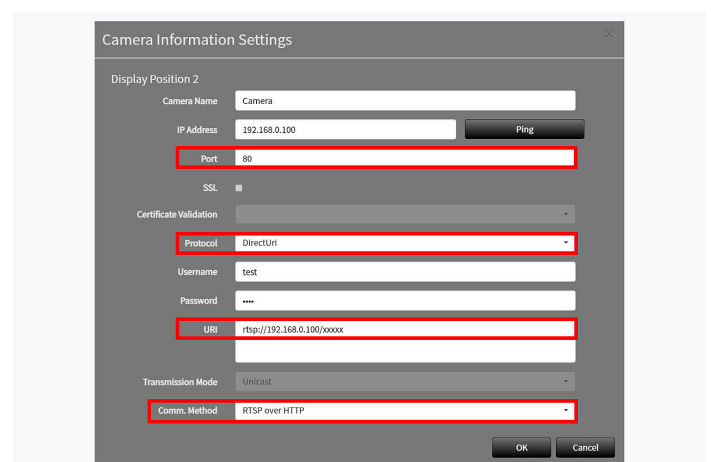 Camera Information Settings
Display Position 2
Camera Name Camera
IP Address 192.168.0.100 Ping
Port 80
SSL
Certificate Validation
Protocol DirectUri
Username test
Password ••••
URI rtsp://192.168.0.100/xxxxx
Transmission Mode Unicast
Comm. Method RTSP over HTTP
OK Cancel